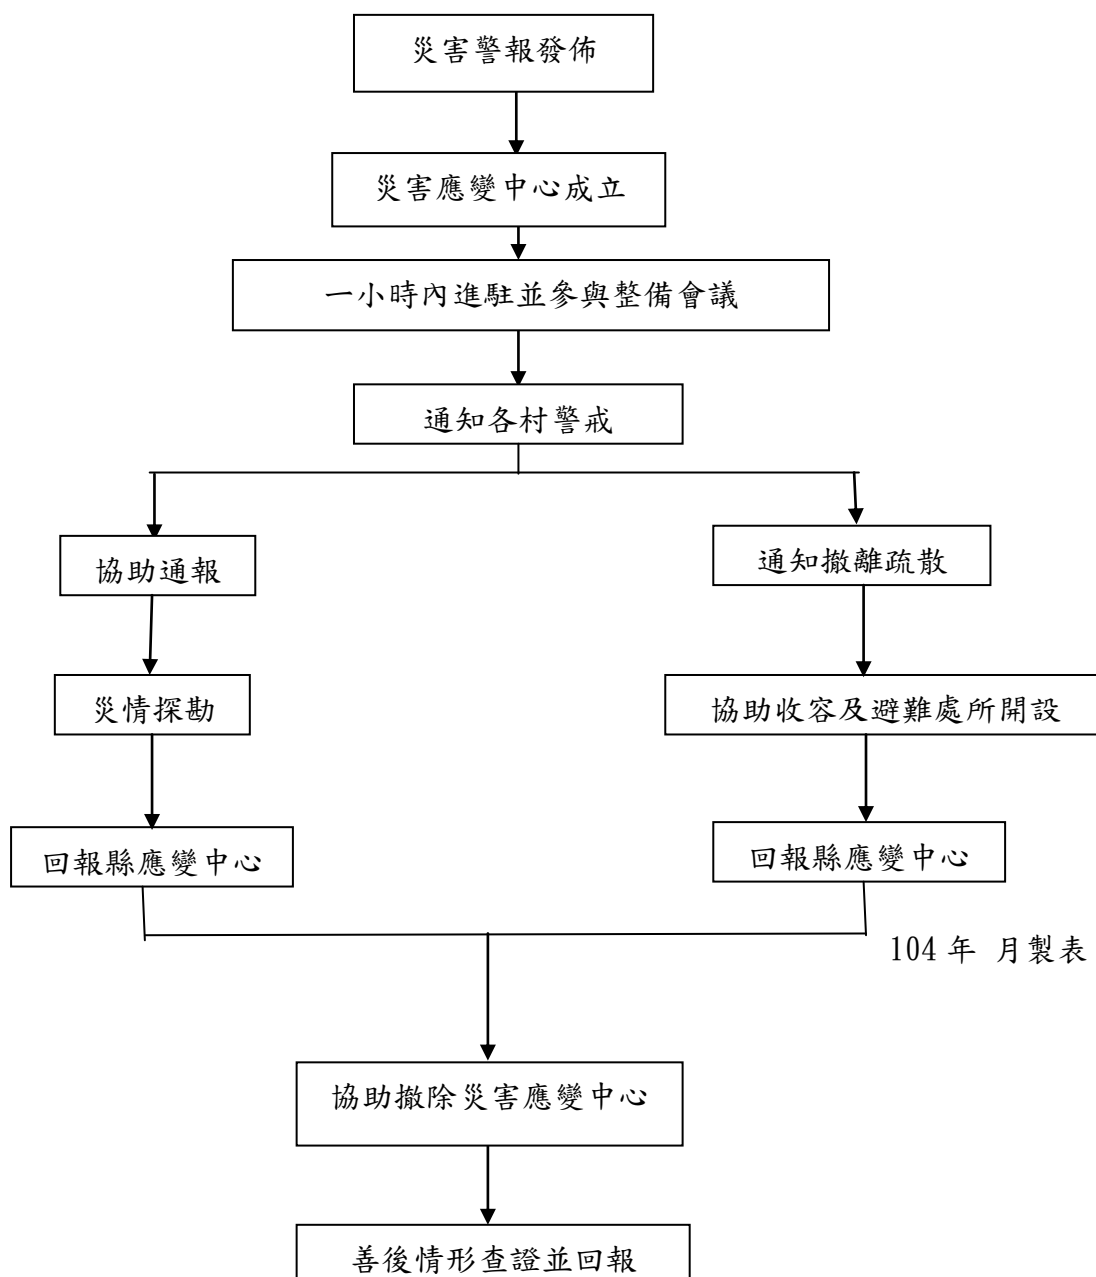 災害警報發佈
災害應變中心成立
一小時內進駐並參與整備會議
通知各村警戒
協助通報
通知撤離疏散
災情探勘
協助收容及避難處所開設
回報縣應變中心
回報縣應變中心
104年 月製表
協助撤除災害應變中心
善後情形查證並回報